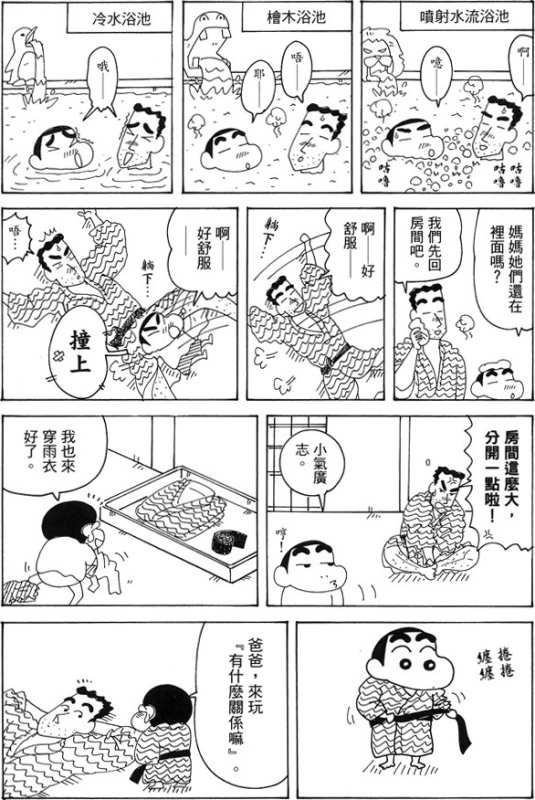 噴射水流浴池
啊——
噫——
咕嚕
咕嚕
咕嚕
檜木浴池
唔——
耶——
冷水浴池
哦——
媽媽她們還在
裡面嗎?
我們先回
房間吧。
啊——好
舒服
躺下
啊——
好舒服
躺下…
撞上
唔…
房間這麼大,
分開一點啦!
小氣廣
志。
哼!
我也來
穿雨衣
好了。
捲捲
纏纏
爸爸,來玩
『有什麼關係嘛』。